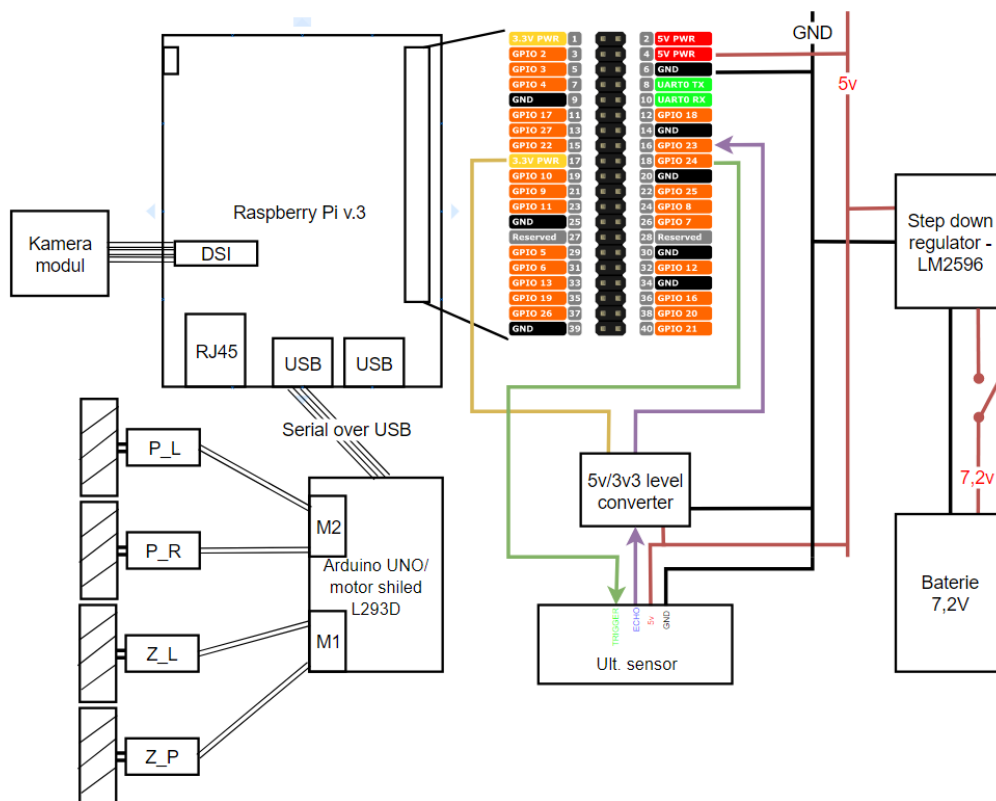 GND
5v
3.3V PWR 1 2 5V PWR
GPIO 2 3 4 5V PWR
GPIO 3 5 6 GND
GPIO 4 7 8 UART0 TX
GND 9 10 UART0 RX
GPIO 17 11 12 GPIO 18
GPIO 27 13 14 GND
GPIO 22 15 16 GPIO 23
3.3V PWR 17 18 GPIO 24
GPIO 10 19 20 GND
GPIO 9 21 22 GPIO 25
GPIO 11 23 24 GPIO 8
GND 25 26 GPIO 7
Reserved 27 28 Reserved
GPIO 5 29 30 GND
GPIO 6 31 32 GPIO 12
GPIO 13 33 34 GND
GPIO 19 35 36 GPIO 16
GPIO 26 37 38 GPIO 20
GND 39 40 GPIO 21
Raspberry Pi v.3
Kamera
modul
DSI
Step down
regulator -
LM2596
RJ45
USB
USB
Serial over USB
P_L
P_R
Z_L
Z_P
M2
Arduino UNO/
motor shiled
L293D
M1
5v/3v3 level
converter
7,2v
Baterie
7,2V
TRIGGER
ECHO
5v
GND
Ult. sensor